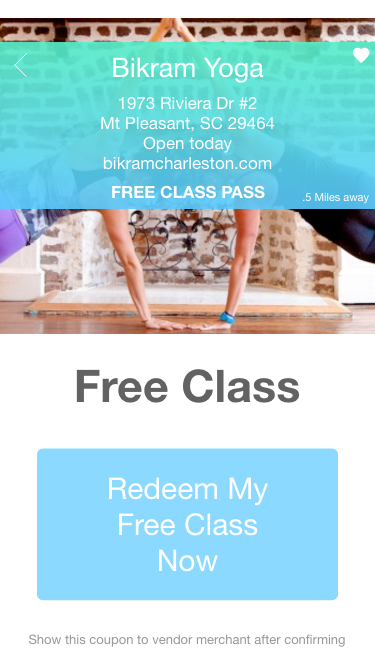 Bikram Yoga
1973 Riviera Dr #2
Mt Pleasant, SC 29464
Open today
bikramcharleston.com
FREE CLASS PASS
.5 Miles away
Free Class
Redeem My
Free Class
Now
Show this coupon to vendor merchant after confirming